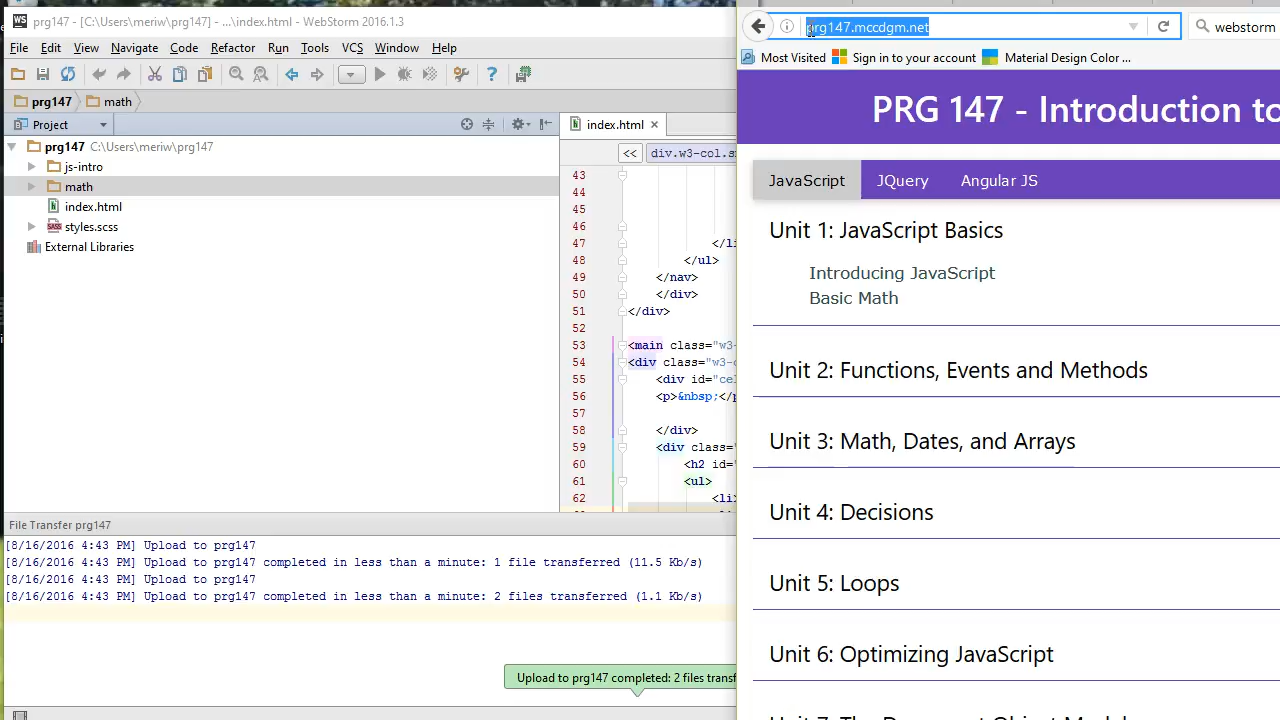 WS prg147 - [C:\Users\meriw\prg147] - ...\index.html - WebStorm 2016.1.3
File Edit View Navigate Code Refactor Run Tools VCS Window Help
prg147 math
Project
index.html
prg147 C:\Users\meriw\prg147
js-intro
math
index.html
styles.scss
External Libraries
<< div.w3-col.s
43
44
45
46
47 </li
48 </ul>
49 </nav>
50 </div>
51 </div>
52
53 <main class="w3-
54 <div class="w3-c
55 <div id="cel
56 <p>&nbsp;</p
57
58 </div>
59 <div class="
60 <h2 id="
61 <ul>
62 <li>
File Transfer prg147
[8/16/2016 4:43 PM] Upload to prg147
[8/16/2016 4:43 PM] Upload to prg147 completed in less than a minute: 1 file transferred (11.5 Kb/s)
[8/16/2016 4:43 PM] Upload to prg147
[8/16/2016 4:43 PM] Upload to prg147 completed in less than a minute: 2 files transferred (1.1 Kb/s)
Upload to prg147 completed: 2 files transf
prg147.mccdgm.net
webstorm
Most Visited Sign in to your account Material Design Color ...
PRG 147 - Introduction to
JavaScript JQuery Angular JS
Unit 1: JavaScript Basics
Introducing JavaScript
Basic Math
Unit 2: Functions, Events and Methods
Unit 3: Math, Dates, and Arrays
Unit 4: Decisions
Unit 5: Loops
Unit 6: Optimizing JavaScript
Unit 7: The Document Object Model